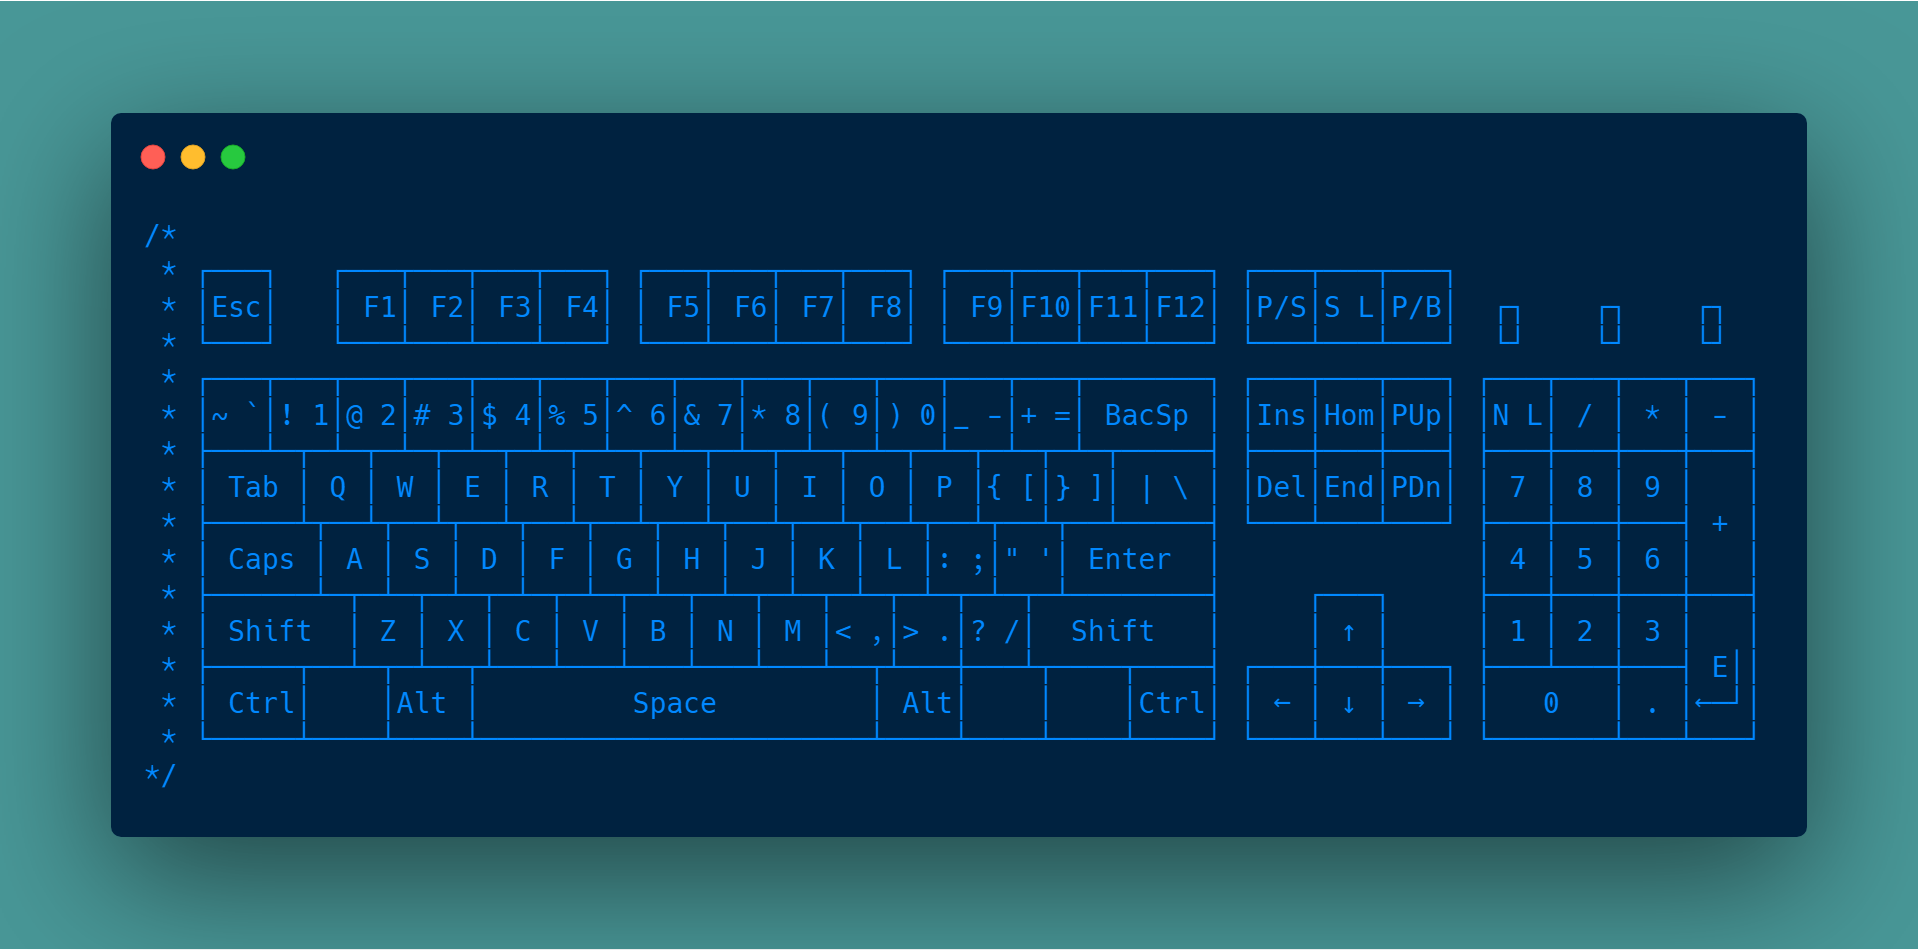 /*
 * ┌───┐   ┌───┬───┬───┬───┐ ┌───┬───┬───┬───┐ ┌───┬───┬───┬───┐ ┌───┬───┬───┐
 * │Esc│   │ F1│ F2│ F3│ F4│ │ F5│ F6│ F7│ F8│ │ F9│F10│F11│F12│ │P/S│S L│P/B│  ┌┐    ┌┐    ┌┐
 * └───┘   └───┴───┴───┴───┘ └───┴───┴───┴───┘ └───┴───┴───┴───┘ └───┴───┴───┘  └┘    └┘    └┘
 * ┌───┬───┬───┬───┬───┬───┬───┬───┬───┬───┬───┬───┬───┬───────┐ ┌───┬───┬───┐ ┌───┬───┬───┬───┐
 * │~ `│! 1│@ 2│# 3│$ 4│% 5│^ 6│& 7│* 8│( 9│) 0│_ -│+ =│ BacSp │ │Ins│Hom│PUp│ │N L│ / │ * │ - │
 * ├───┴─┬─┴─┬─┴─┬─┴─┬─┴─┬─┴─┬─┴─┬─┴─┬─┴─┬─┴─┬─┴─┬─┴─┬─┴─┬─────┤ ├───┼───┼───┤ ├───┼───┼───┼───┤
 * │ Tab │ Q │ W │ E │ R │ T │ Y │ U │ I │ O │ P │{ [│} ]│ | \ │ │Del│End│PDn│ │ 7 │ 8 │ 9 │   │
 * ├─────┴┬──┴┬──┴┬──┴┬──┴┬──┴┬──┴┬──┴┬──┴┬──┴┬──┴┬──┴┬──┴─────┤ └───┴───┴───┘ ├───┼───┼───┤ + │
 * │ Caps │ A │ S │ D │ F │ G │ H │ J │ K │ L │: ;│" '│ Enter  │               │ 4 │ 5 │ 6 │   │
 * ├──────┴─┬─┴─┬─┴─┬─┴─┬─┴─┬─┴─┬─┴─┬─┴─┬─┴─┬─┴─┬─┴─┬─┴────────┤     ┌───┐     ├───┼───┼───┼───┤
 * │ Shift  │ Z │ X │ C │ V │ B │ N │ M │< ,│> .│? /│  Shift   │     │ ↑ │     │ 1 │ 2 │ 3 │   │
 * ├─────┬──┴─┬─┴──┬┴───┴───┴───┴───┴───┴──┬┴───┼───┴┬────┬────┤ ┌───┼───┼───┐ ├───┴───┼───┤ E││
 * │ Ctrl│    │Alt │         Space         │ Alt│    │    │Ctrl│ │ ← │ ↓ │ → │ │   0   │ . │←─┘│
 * └─────┴────┴────┴───────────────────────┴────┴────┴────┴────┘ └───┴───┴───┘ └───────┴───┴───┘
*/